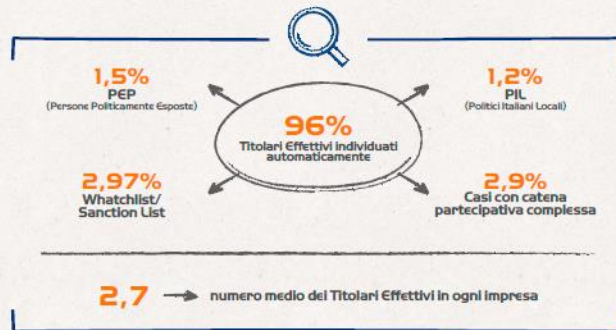 1,5%
PEP
(Persone Politicamente Esposte)
1,2%
PIL
(Politici Italiani Locali)
96%
Titolari Effettivi individuati
automaticamente
2,97%
Whatchlist/
Sanction List
2,9%
Casi con catena
partecipativa complessa
2,7 numero medio dei Titolari Effettivi in ogni impresa